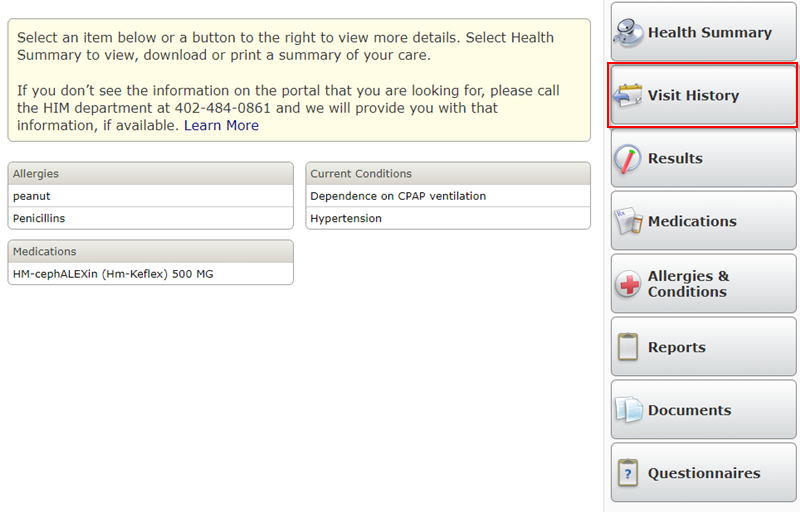 Select an item below or a button to the right to view more details. Select Health
Summary to view, download or print a summary of your care.
If you don’t see the information on the portal that you are looking for, please call
the HIM department at 402-484-0861 and we will provide you with that
information, if available. Learn More
Allergies
peanut
Penicillins
Current Conditions
Dependence on CPAP ventilation
Hypertension
Medications
HM-cephALEXin (Hm-Keflex) 500 MG
Health Summary
Visit History
Results
Rx
Medications
Allergies &
Conditions
Reports
Documents
?
Questionnaires